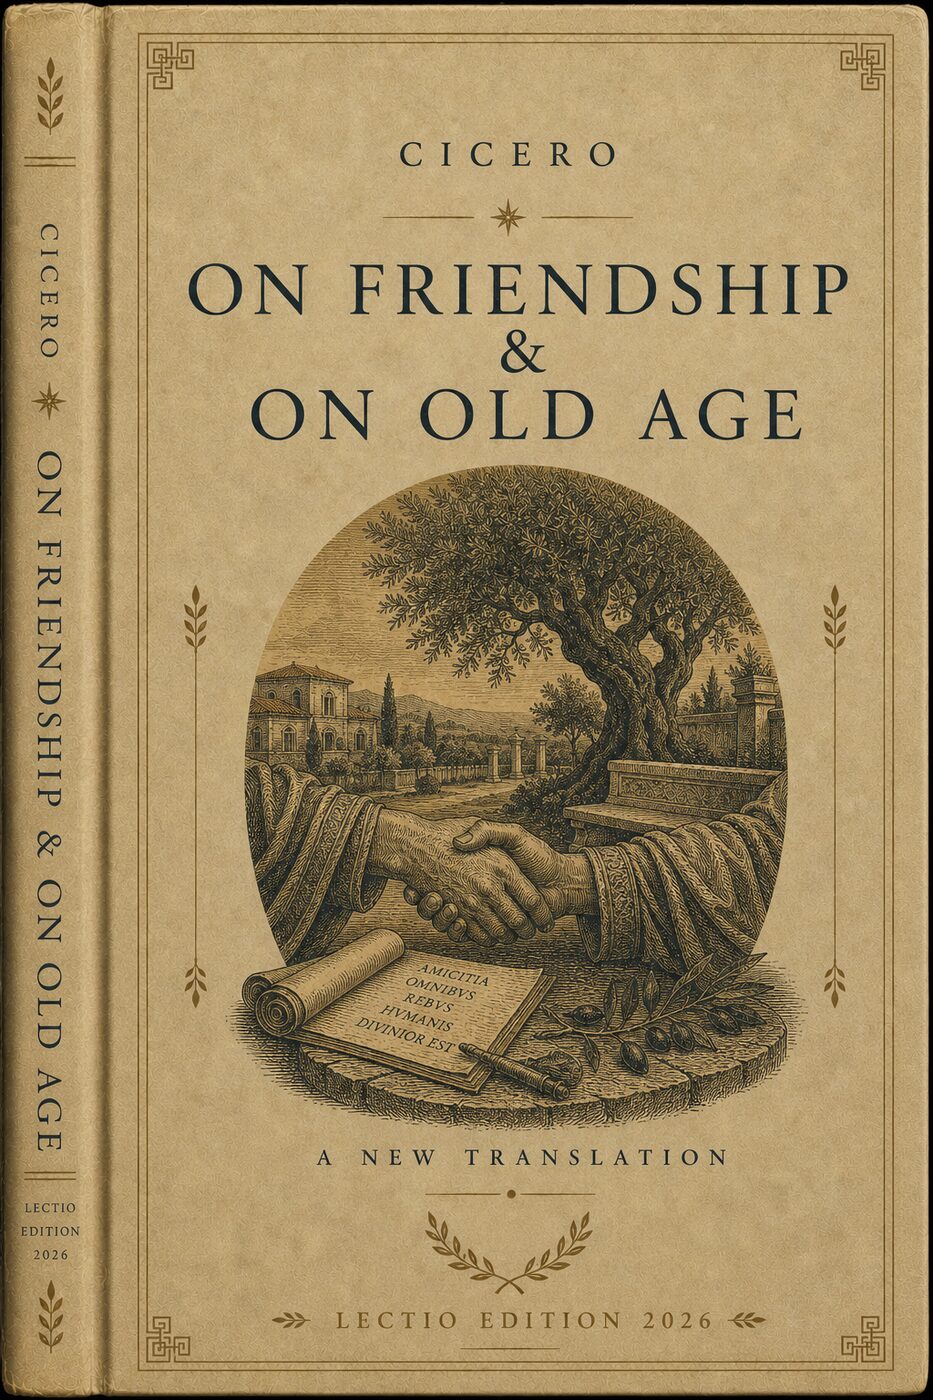 CICERO
ON FRIENDSHIP
&
ON OLD AGE
AMICITIA
OMNIBVS
REBVS
HVMANIS
DIVINIOR EST
A NEW TRANSLATION
LECTIO EDITION 2026
CICERO ON FRIENDSHIP & ON OLD AGE
LECTIO
EDITION
2026